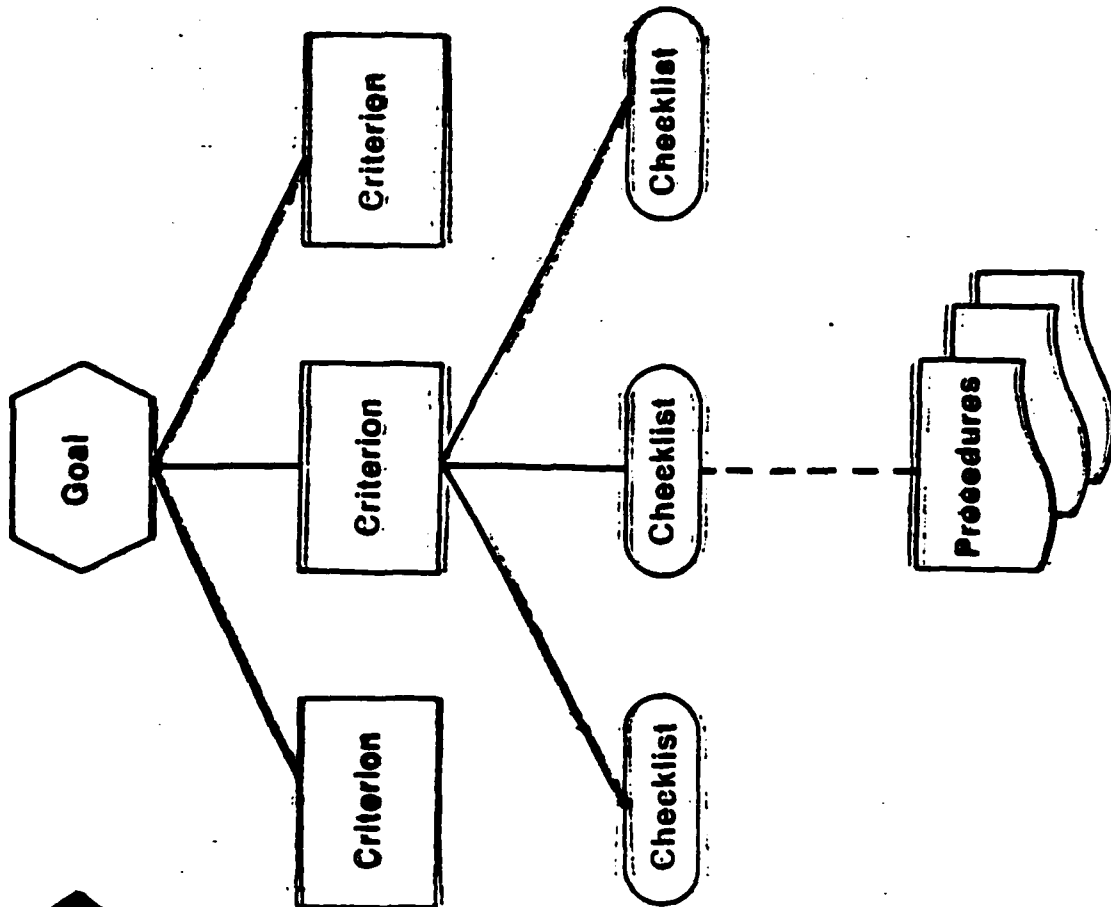 Goal
Criterion
Criterion
Criterion
Checklist
Checklist
Checklist
Procedures